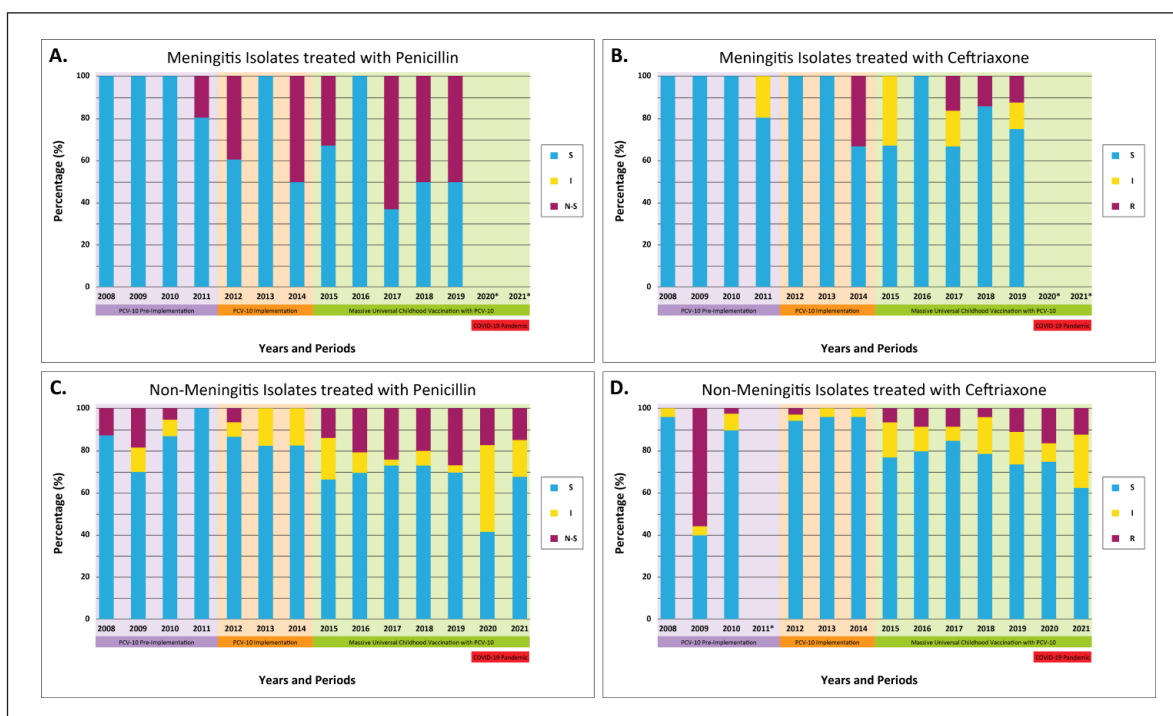 A. Meningitis Isolates treated with Penicillin
Percentage (%)
100
80
60
40
20
0
S
I
N-S
2008 2009 2010 2011 2012 2013 2014 2015 2016 2017 2018 2019 2020* 2021*
PCV-10 Pre-Implementation PCV-10 Implementation Massive Universal Childhood Vaccination with PCV-10
COVID-19 Pandemic
Years and Periods
B. Meningitis Isolates treated with Ceftriaxone
Percentage (%)
100
80
60
40
20
0
S
I
R
2008 2009 2010 2011 2012 2013 2014 2015 2016 2017 2018 2019 2020* 2021*
PCV-10 Pre-Implementation PCV-10 Implementation Massive Universal Childhood Vaccination with PCV-10
COVID-19 Pandemic
Years and Periods
C. Non-Meningitis Isolates treated with Penicillin
Percentage (%)
100
80
60
40
20
0
S
I
N-S
2008 2009 2010 2011 2012 2013 2014 2015 2016 2017 2018 2019 2020 2021
PCV-10 Pre-Implementation PCV-10 Implementation Massive Universal Childhood Vaccination with PCV-10
COVID-19 Pandemic
Years and Periods
D. Non-Meningitis Isolates treated with Ceftriaxone
Percentage (%)
100
80
60
40
20
0
S
I
R
2008 2009 2010 2011* 2012 2013 2014 2015 2016 2017 2018 2019 2020 2021
PCV-10 Pre-Implementation PCV-10 Implementation Massive Universal Childhood Vaccination with PCV-10
COVID-19 Pandemic
Years and Periods